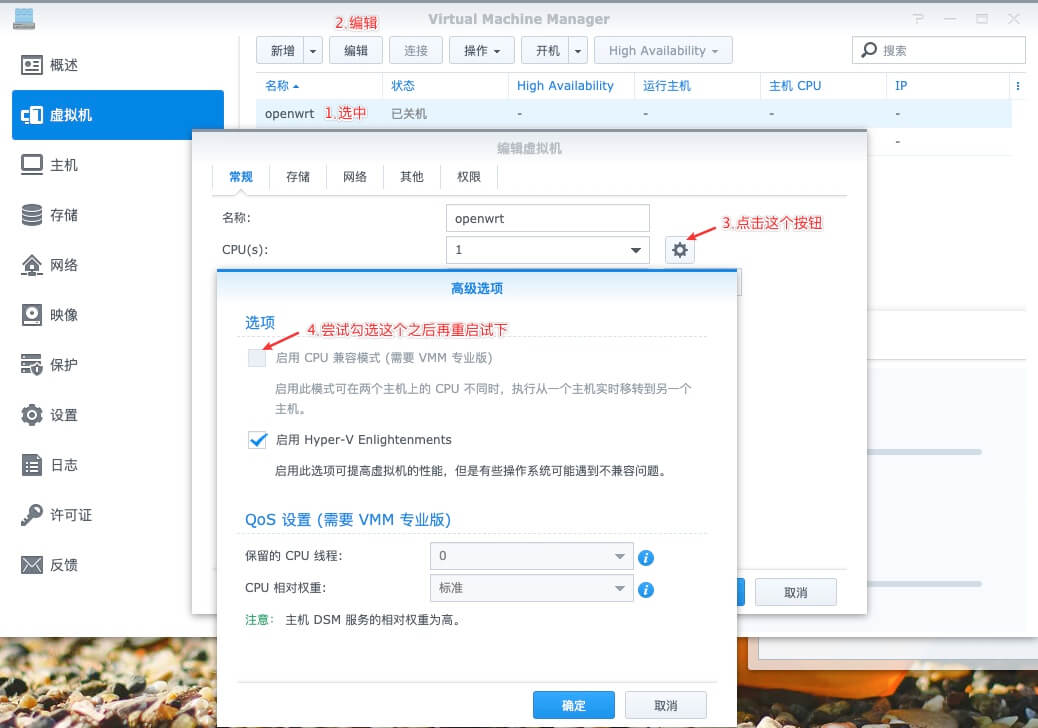 Virtual Machine Manager
2.编辑
新增
编辑
连接
操作
开机
High Availability
搜索
概述
虚拟机
主机
存储
网络
映像
保护
设置
日志
许可证
反馈
名称 状态 High Availability 运行主机 主机 CPU IP
openwrt 1.选中 已关机 - - - -
-
编辑虚拟机
常规 存储 网络 其他 权限
名称: openwrt
3.点击这个按钮
CPU(s): 1
高级选项
选项
4.尝试勾选这个之后再重启试下
启用 CPU 兼容模式 (需要 VMM 专业版)
启用此模式可在两个主机上的 CPU 不同时，执行从一个主机实时移转到另一个
主机。
启用 Hyper-V Enlightenments
启用此选项可提高虚拟机的性能，但是有些操作系统可能遇到不兼容问题。
QoS 设置 (需要 VMM 专业版)
保留的 CPU 线程: 0
CPU 相对权重: 标准
注意: 主机 DSM 服务的相对权重为高。
取消
确定 取消